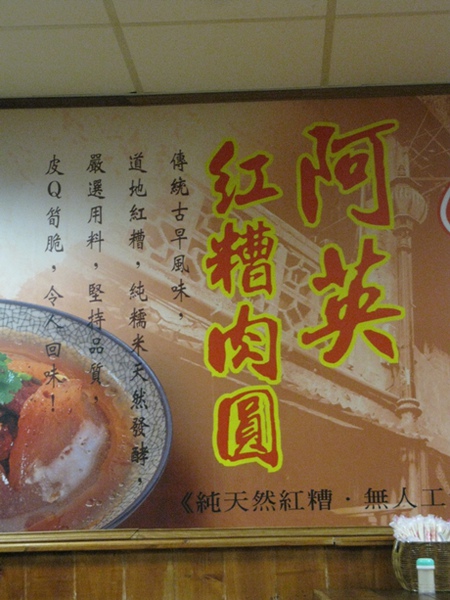 阿英
紅糟肉圓
傳統古早風味，
道地紅糟，純糯米天然發酵，
嚴選用料，堅持品質，
皮Q筍脆，令人回味！
《純天然紅糟．無人工